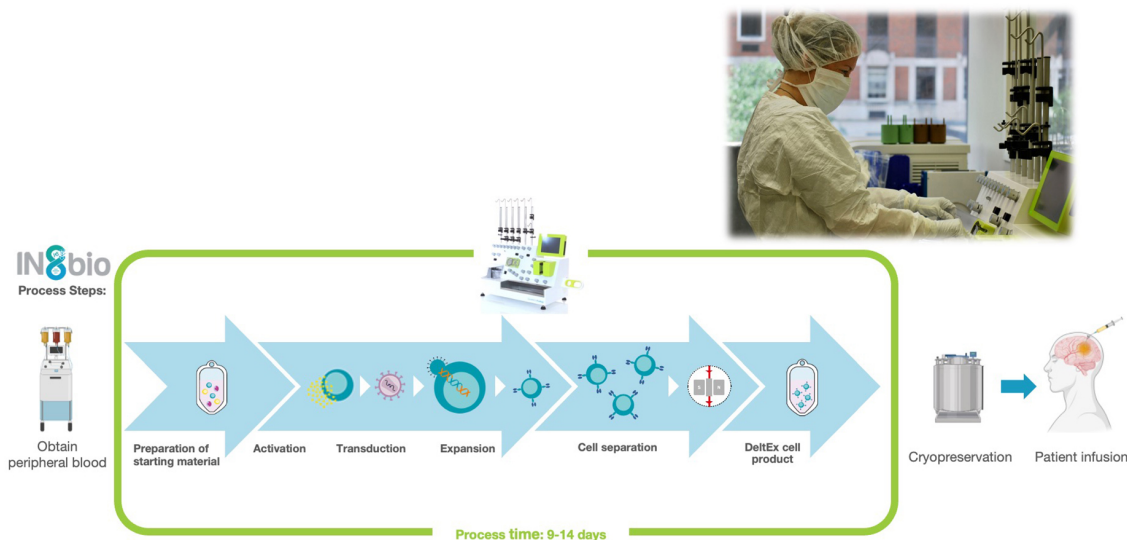 IN8bio
Process Steps:
Obtain
peripheral blood
Preparation of
starting material
Activation
Transduction
Expansion
Cell separation
DeltEx cell
product
Cryopreservation
Patient infusion
Process time: 9-14 days